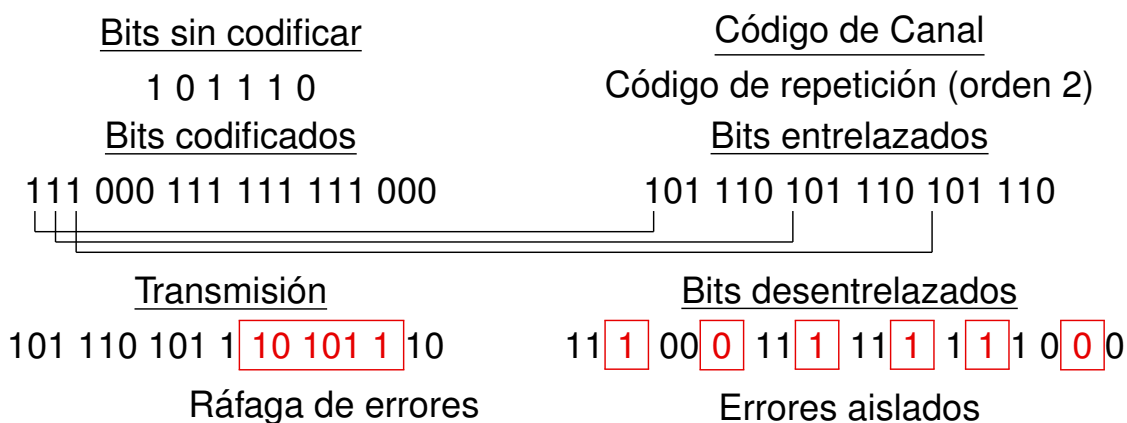 Bits sin codificar
1 0 1 1 1 0
Código de Canal
Código de repetición (orden 2)
Bits codificados
111 000 111 111 111 000
Bits entrelazados
101 110 101 110 101 110
Transmisión
101 110 101 1 10 101 1 10
Ráfaga de errores
Bits desentrelazados
11 1 00 0 11 1 11 1 1 1 1 0 0 0
Errores aislados